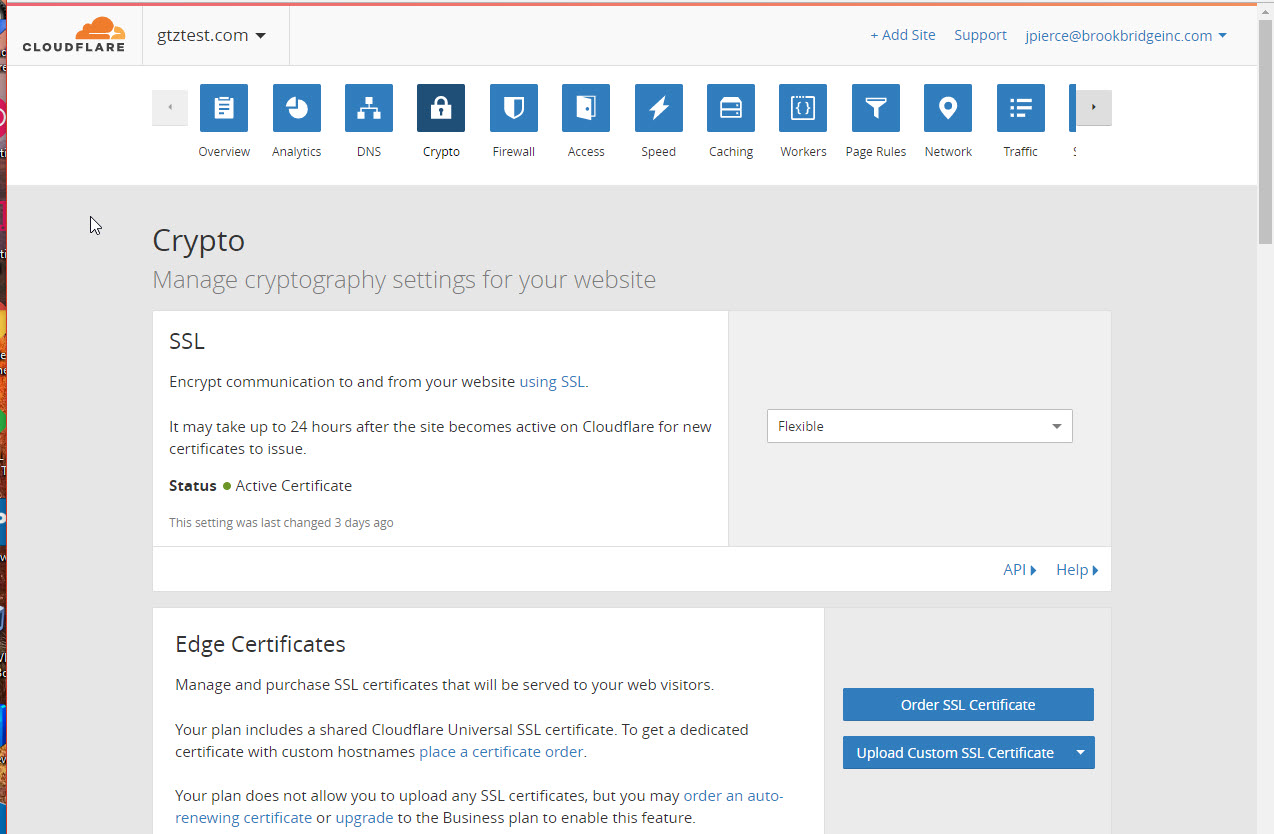 CLOUDFLARE
gtztest.com
+ Add Site Support jpierce@brookbridgeinc.com
Overview Analytics DNS Crypto Firewall Access Speed Caching Workers Page Rules Network Traffic
Crypto
Manage cryptography settings for your website
SSL
Encrypt communication to and from your website using SSL.
It may take up to 24 hours after the site becomes active on Cloudflare for new
certificates to issue.
Status Active Certificate
This setting was last changed 3 days ago
Flexible
API Help
Edge Certificates
Manage and purchase SSL certificates that will be served to your web visitors.
Your plan includes a shared Cloudflare Universal SSL certificate. To get a dedicated
certificate with custom hostnames place a certificate order.
Your plan does not allow you to upload any SSL certificates, but you may order an auto-
renewing certificate or upgrade to the Business plan to enable this feature.
Order SSL Certificate
Upload Custom SSL Certificate